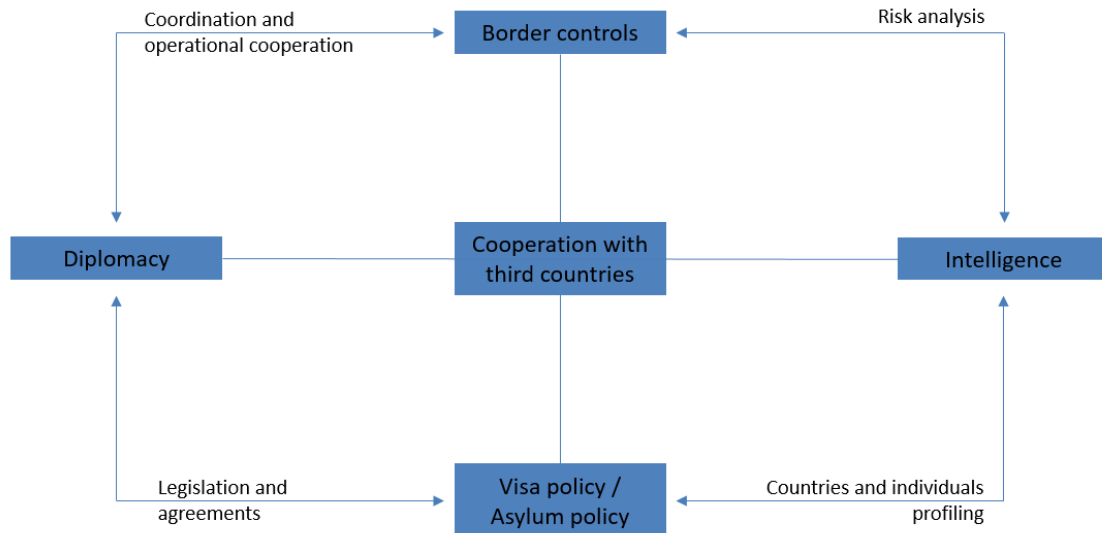 Coordination and
operational cooperation
Border controls
Risk analysis
Diplomacy
Cooperation with
third countries
Intelligence
Legislation and
agreements
Visa policy /
Asylum policy
Countries and individuals
profiling